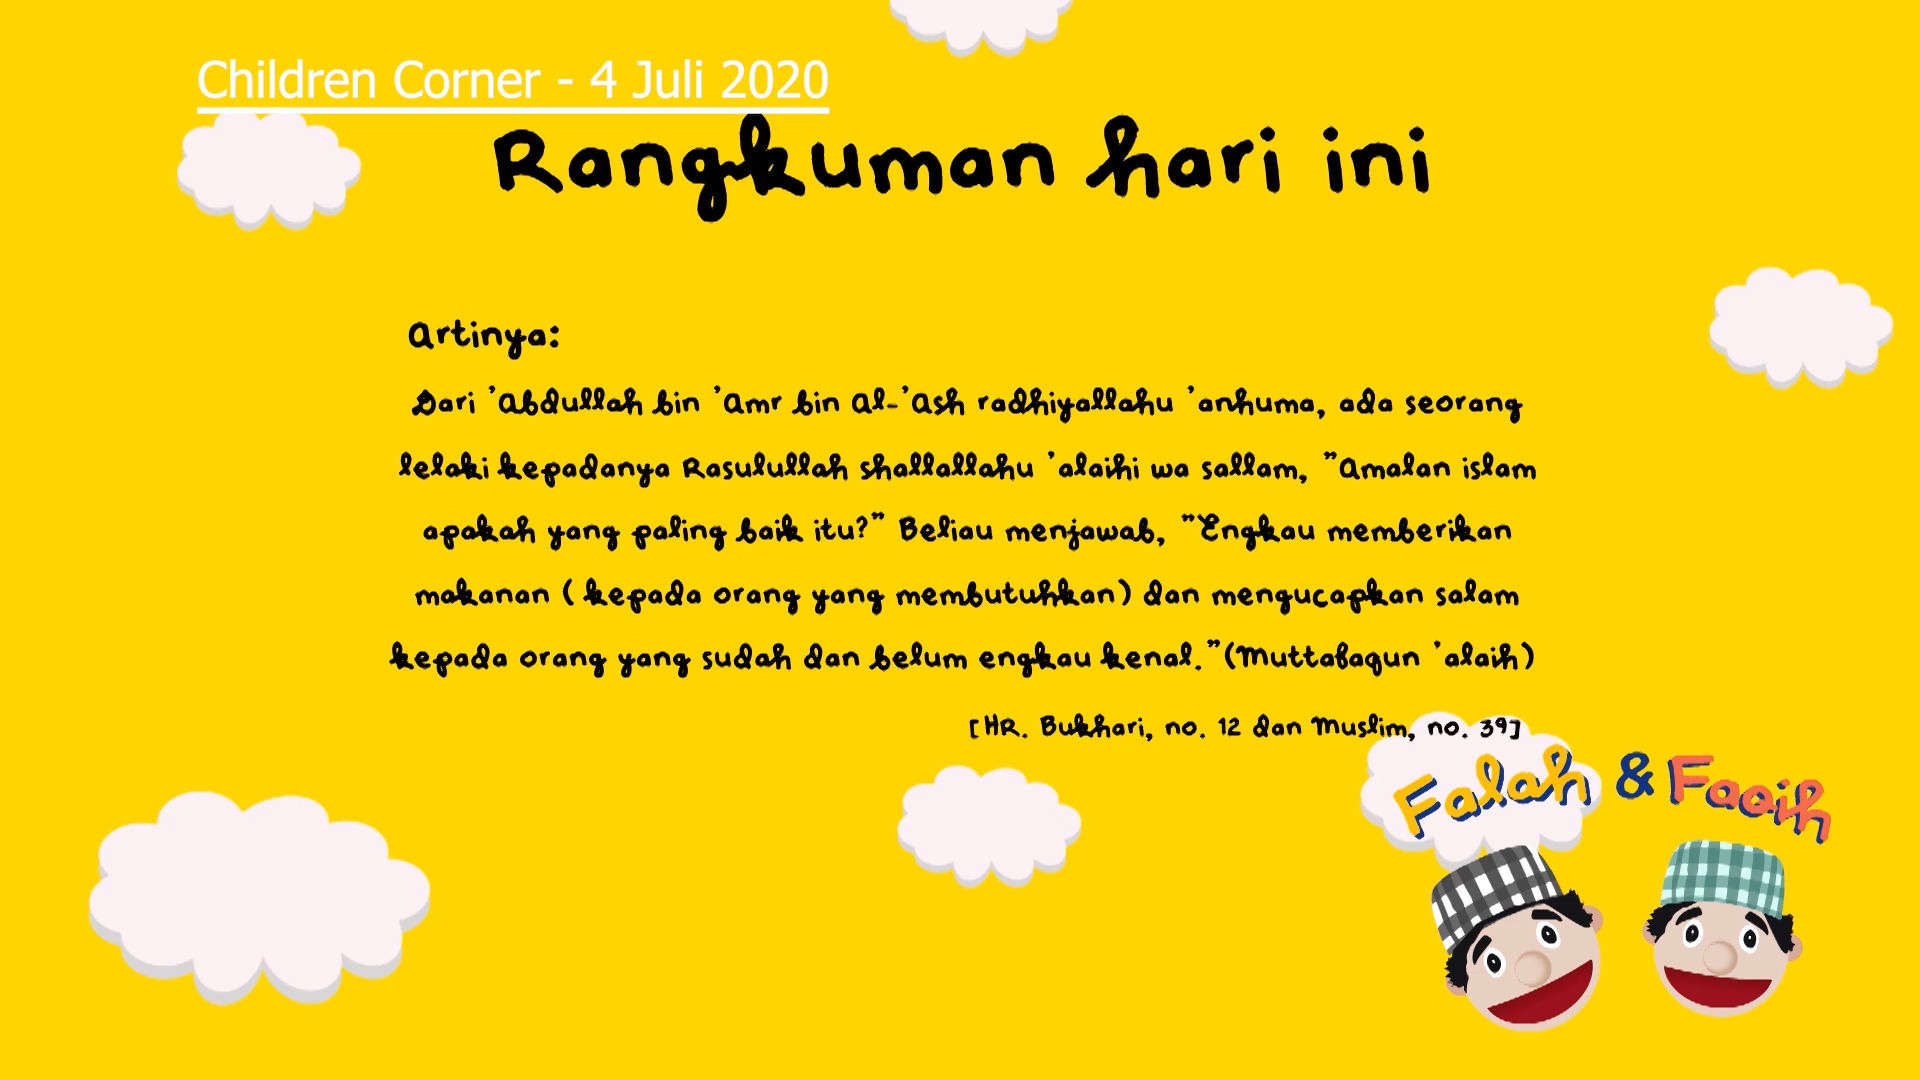 Children Corner - 4 Juli 2020
Rangkuman hari ini
Artinya:
Dari 'Abdullah bin 'Amr bin Al-'Ash radhiyallahu 'anhuma, ada seorang
lelaki kepadanya Rasulullah shallallahu 'alaihi wa sallam, "Amalan islam
apakah yang paling baik itu?" Beliau menjawab, "Engkau memberikan
makanan ( kepada orang yang membutuhkan) dan mengucapkan salam
kepada orang yang sudah dan belum engkau kenal."(Muttafaqun 'alaih)
[HR. Bukhari, no. 12 dan Muslim, no. 39]
Falah & Faqih